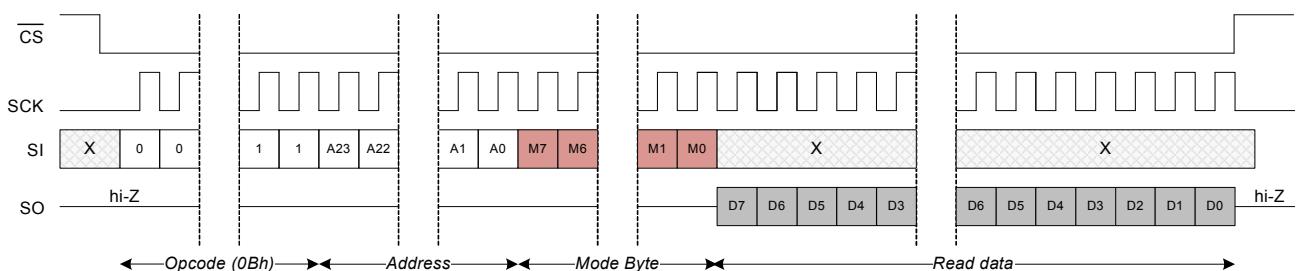 CS
SCK
SI X 0 0 1 1 A23 A22 A1 A0 M7 M6 M1 M0 X X
hi-Z hi-Z
SO D7 D6 D5 D4 D3 D6 D5 D4 D3 D2 D1 D0
Opcode (0Bh) Address Mode Byte Read data